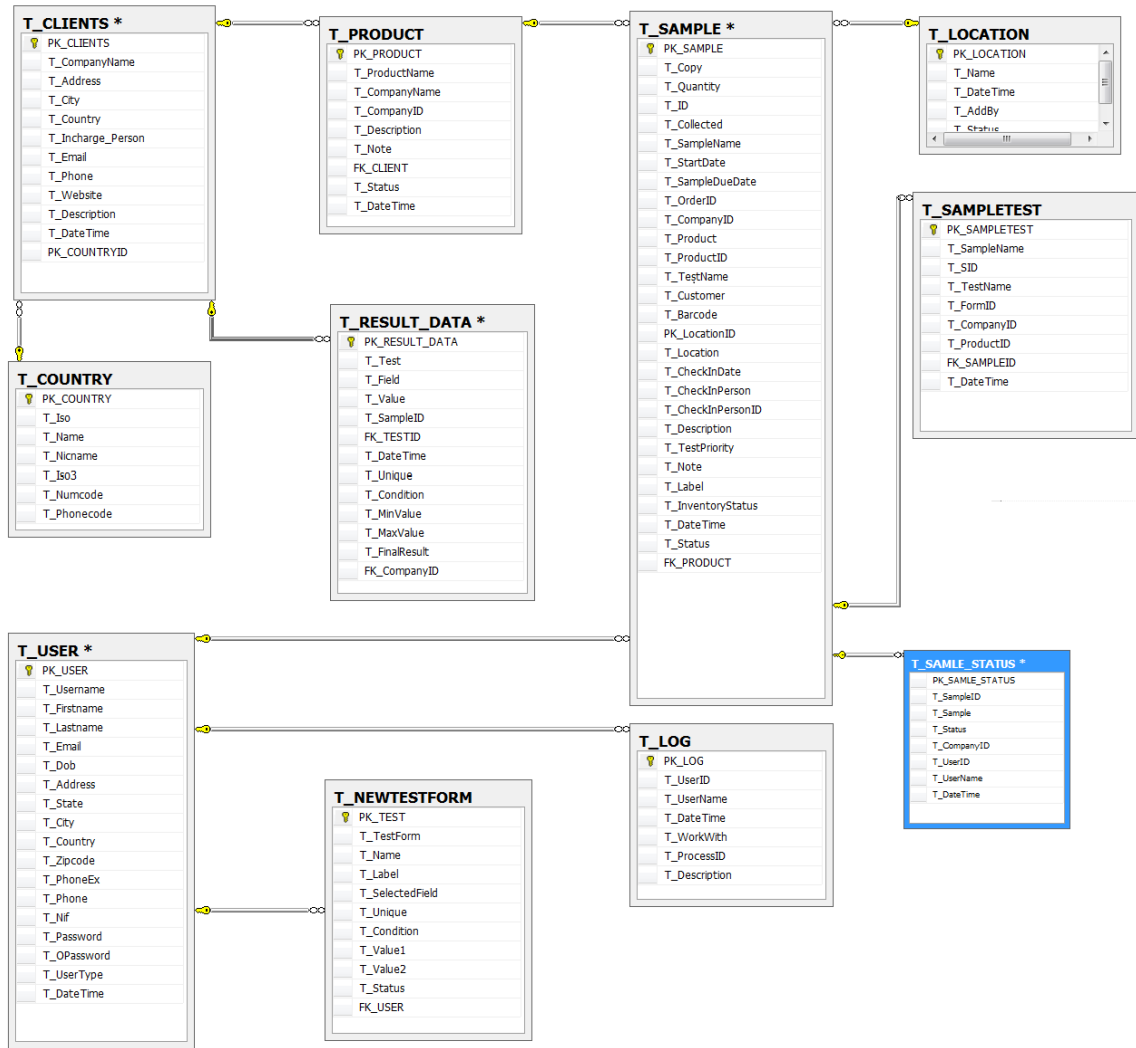 T_CLIENTS *
PK_CLIENTS
T_CompanyName
T_Address
T_City
T_Country
T_Incharge_Person
T_Email
T_Phone
T_Website
T_Description
T_DateTime
PK_COUNTRYID
T_PRODUCT
PK_PRODUCT
T_ProductName
T_CompanyName
T_CompanyID
T_Description
T_Note
FK_CLIENT
T_Status
T_DateTime
T_SAMPLE *
PK_SAMPLE
T_Copy
T_Quantity
T_ID
T_Collected
T_SampleName
T_StartDate
T_SampleDueDate
T_OrderID
T_CompanyID
T_Product
T_ProductID
T_TestName
T_Customer
T_Barcode
PK_LocationID
T_Location
T_CheckInDate
T_CheckInPerson
T_CheckInPersonID
T_Description
T_TestPriority
T_Note
T_Label
T_InventoryStatus
T_DateTime
T_Status
FK_PRODUCT
T_LOCATION
PK_LOCATION
T_Name
T_DateTime
T_AddBy
T_Status
T_SAMPLETEST
PK_SAMPLETEST
T_SampleName
T_SID
T_TestName
T_FormID
T_CompanyID
T_ProductID
FK_SAMPLEID
T_DateTime
T_RESULT_DATA *
PK_RESULT_DATA
T_Test
T_Field
T_Value
T_SampleID
FK_TESTID
T_DateTime
T_Unique
T_Condition
T_MinValue
T_MaxValue
T_FinalResult
FK_CompanyID
T_COUNTRY
PK_COUNTRY
T_Iso
T_Name
T_Nicname
T_Iso3
T_Numcode
T_Phonecode
T_USER *
PK_USER
T_Username
T_Firstname
T_Lastname
T_Email
T_Dob
T_Address
T_State
T_City
T_Country
T_Zipcode
T_PhoneEx
T_Phone
T_Nif
T_Password
T_OPassword
T_UserType
T_DateTime
T_NEWTESTFORM
PK_TEST
T_TestForm
T_Name
T_Label
T_SelectedField
T_Unique
T_Condition
T_Value1
T_Value2
T_Status
FK_USER
T_LOG
PK_LOG
T_UserID
T_UserName
T_DateTime
T_WorkWith
T_ProcessID
T_Description
T_SAMLE_STATUS *
PK_SAMLE_STATUS
T_SampleID
T_Sample
T_Status
T_CompanyID
T_UserID
T_UserName
T_DateTime